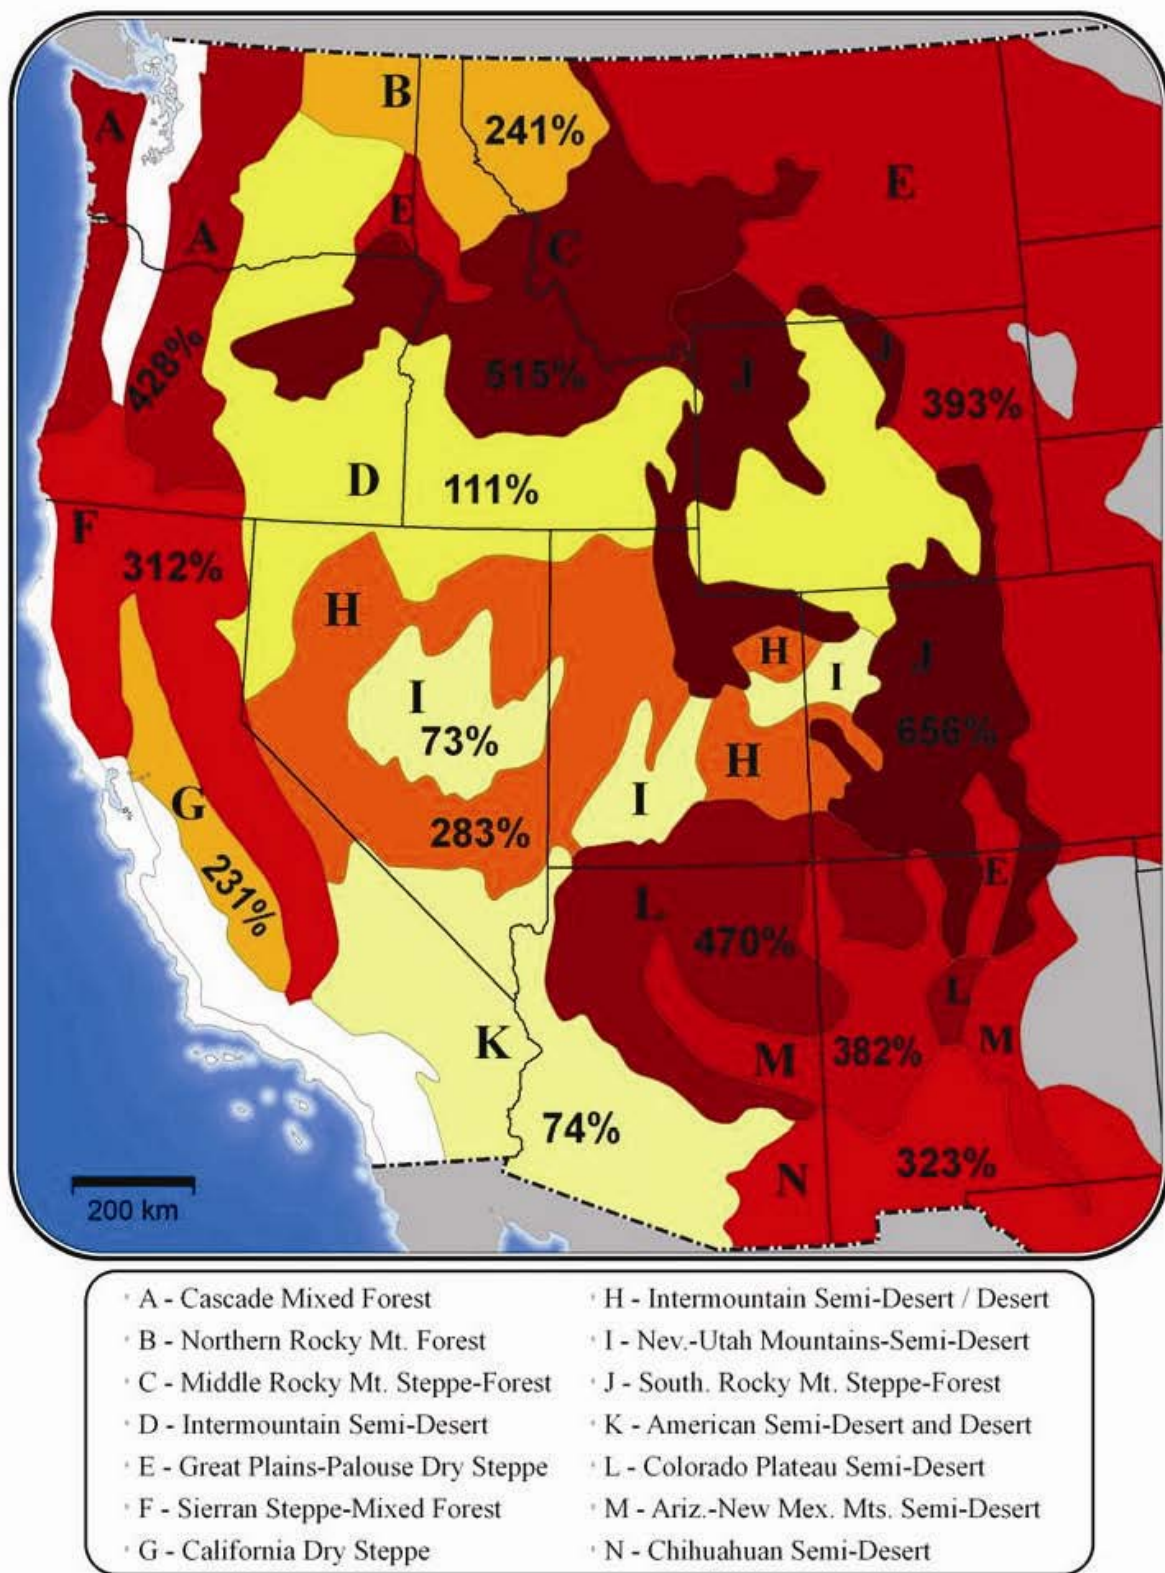 B
A
241%
E
E
A
C
J
J
428%
515%
393%
D
111%
F
312%
H
H
J
I
I
73%
656%
H
G
I
283%
E
231%
L
470%
L
K
M
382%
M
74%
323%
N
200 km
A - Cascade Mixed Forest
B - Northern Rocky Mt. Forest
C - Middle Rocky Mt. Steppe-Forest
D - Intermountain Semi-Desert
E - Great Plains-Palouse Dry Steppe
F - Sierran Steppe-Mixed Forest
G - California Dry Steppe
H - Intermountain Semi-Desert / Desert
I - Nev.-Utah Mountains-Semi-Desert
J - South. Rocky Mt. Steppe-Forest
K - American Semi-Desert and Desert
L - Colorado Plateau Semi-Desert
M - Ariz.-New Mex. Mts. Semi-Desert
N - Chihuahuan Semi-Desert